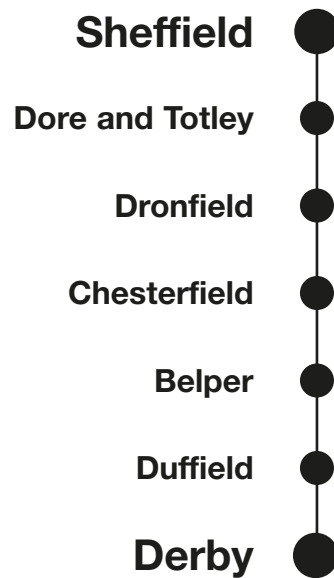 Sheffield
Dore and Totley
Dronfield
Chesterfield
Belper
Duffield
Derby